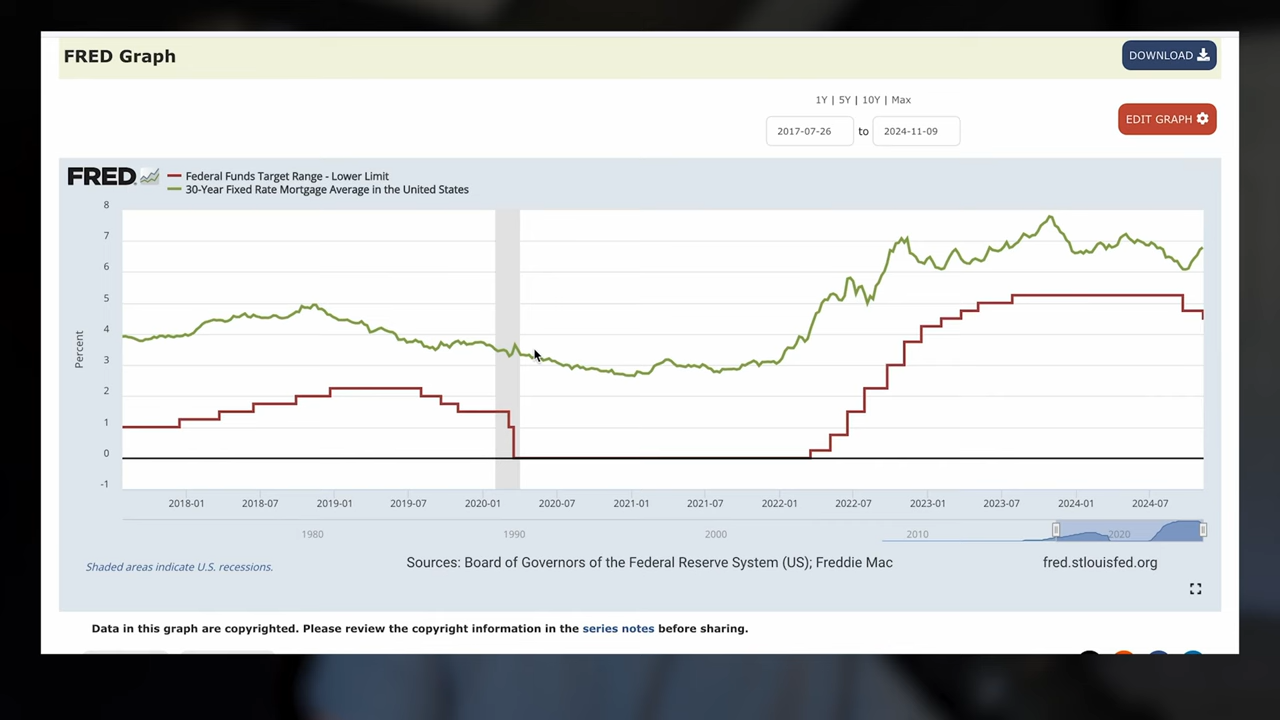 FRED Graph
DOWNLOAD
1Y | 5Y | 10Y | Max
2017-07-26 to 2024-11-09
EDIT GRAPH
FRED
Federal Funds Target Range - Lower Limit
30-Year Fixed Rate Mortgage Average in the United States
8
7
6
5
4
3
2
1
0
-1
Percent
2018-01 2018-07 2019-01 2019-07 2020-01 2020-07 2021-01 2021-07 2022-01 2022-07 2023-01 2023-07 2024-01 2024-07
1980 1990 2000 2010 2020
Shaded areas indicate U.S. recessions.
Sources: Board of Governors of the Federal Reserve System (US); Freddie Mac
fred.stlouisfed.org
Data in this graph are copyrighted. Please review the copyright information in the series notes before sharing.